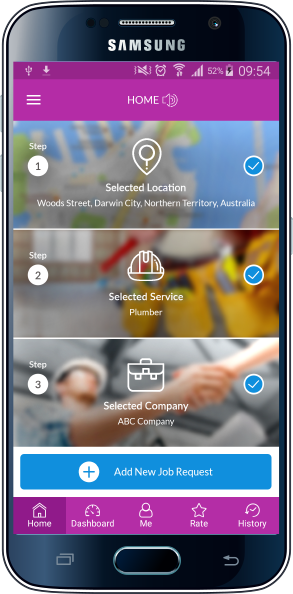 SAMSUNG
52% 09:54
HOME
Step
1
Selected Location
Woods Street, Darwin City, Northern Territory, Australia
Step
2
Selected Service
Plumber
Step
3
Selected Company
ABC Company
Add New Job Request
Home Dashboard Me Rate History